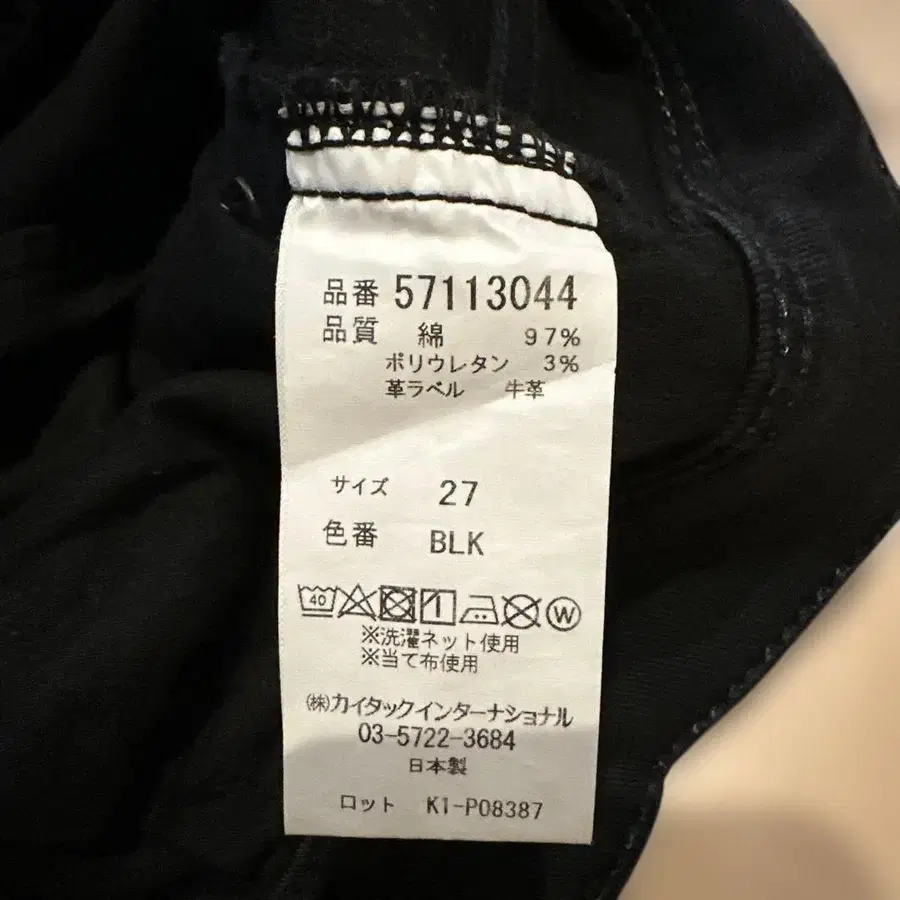 品番 57113044
品質 綿 97%
ポリウレタン 3%
革ラベル 牛革
サイズ 27
色番 BLK
40 W
※洗濯ネット使用
※当て布使用
㈱カイタックインターナショナル
03-5722-3684
日本製
ロット K1-P08387